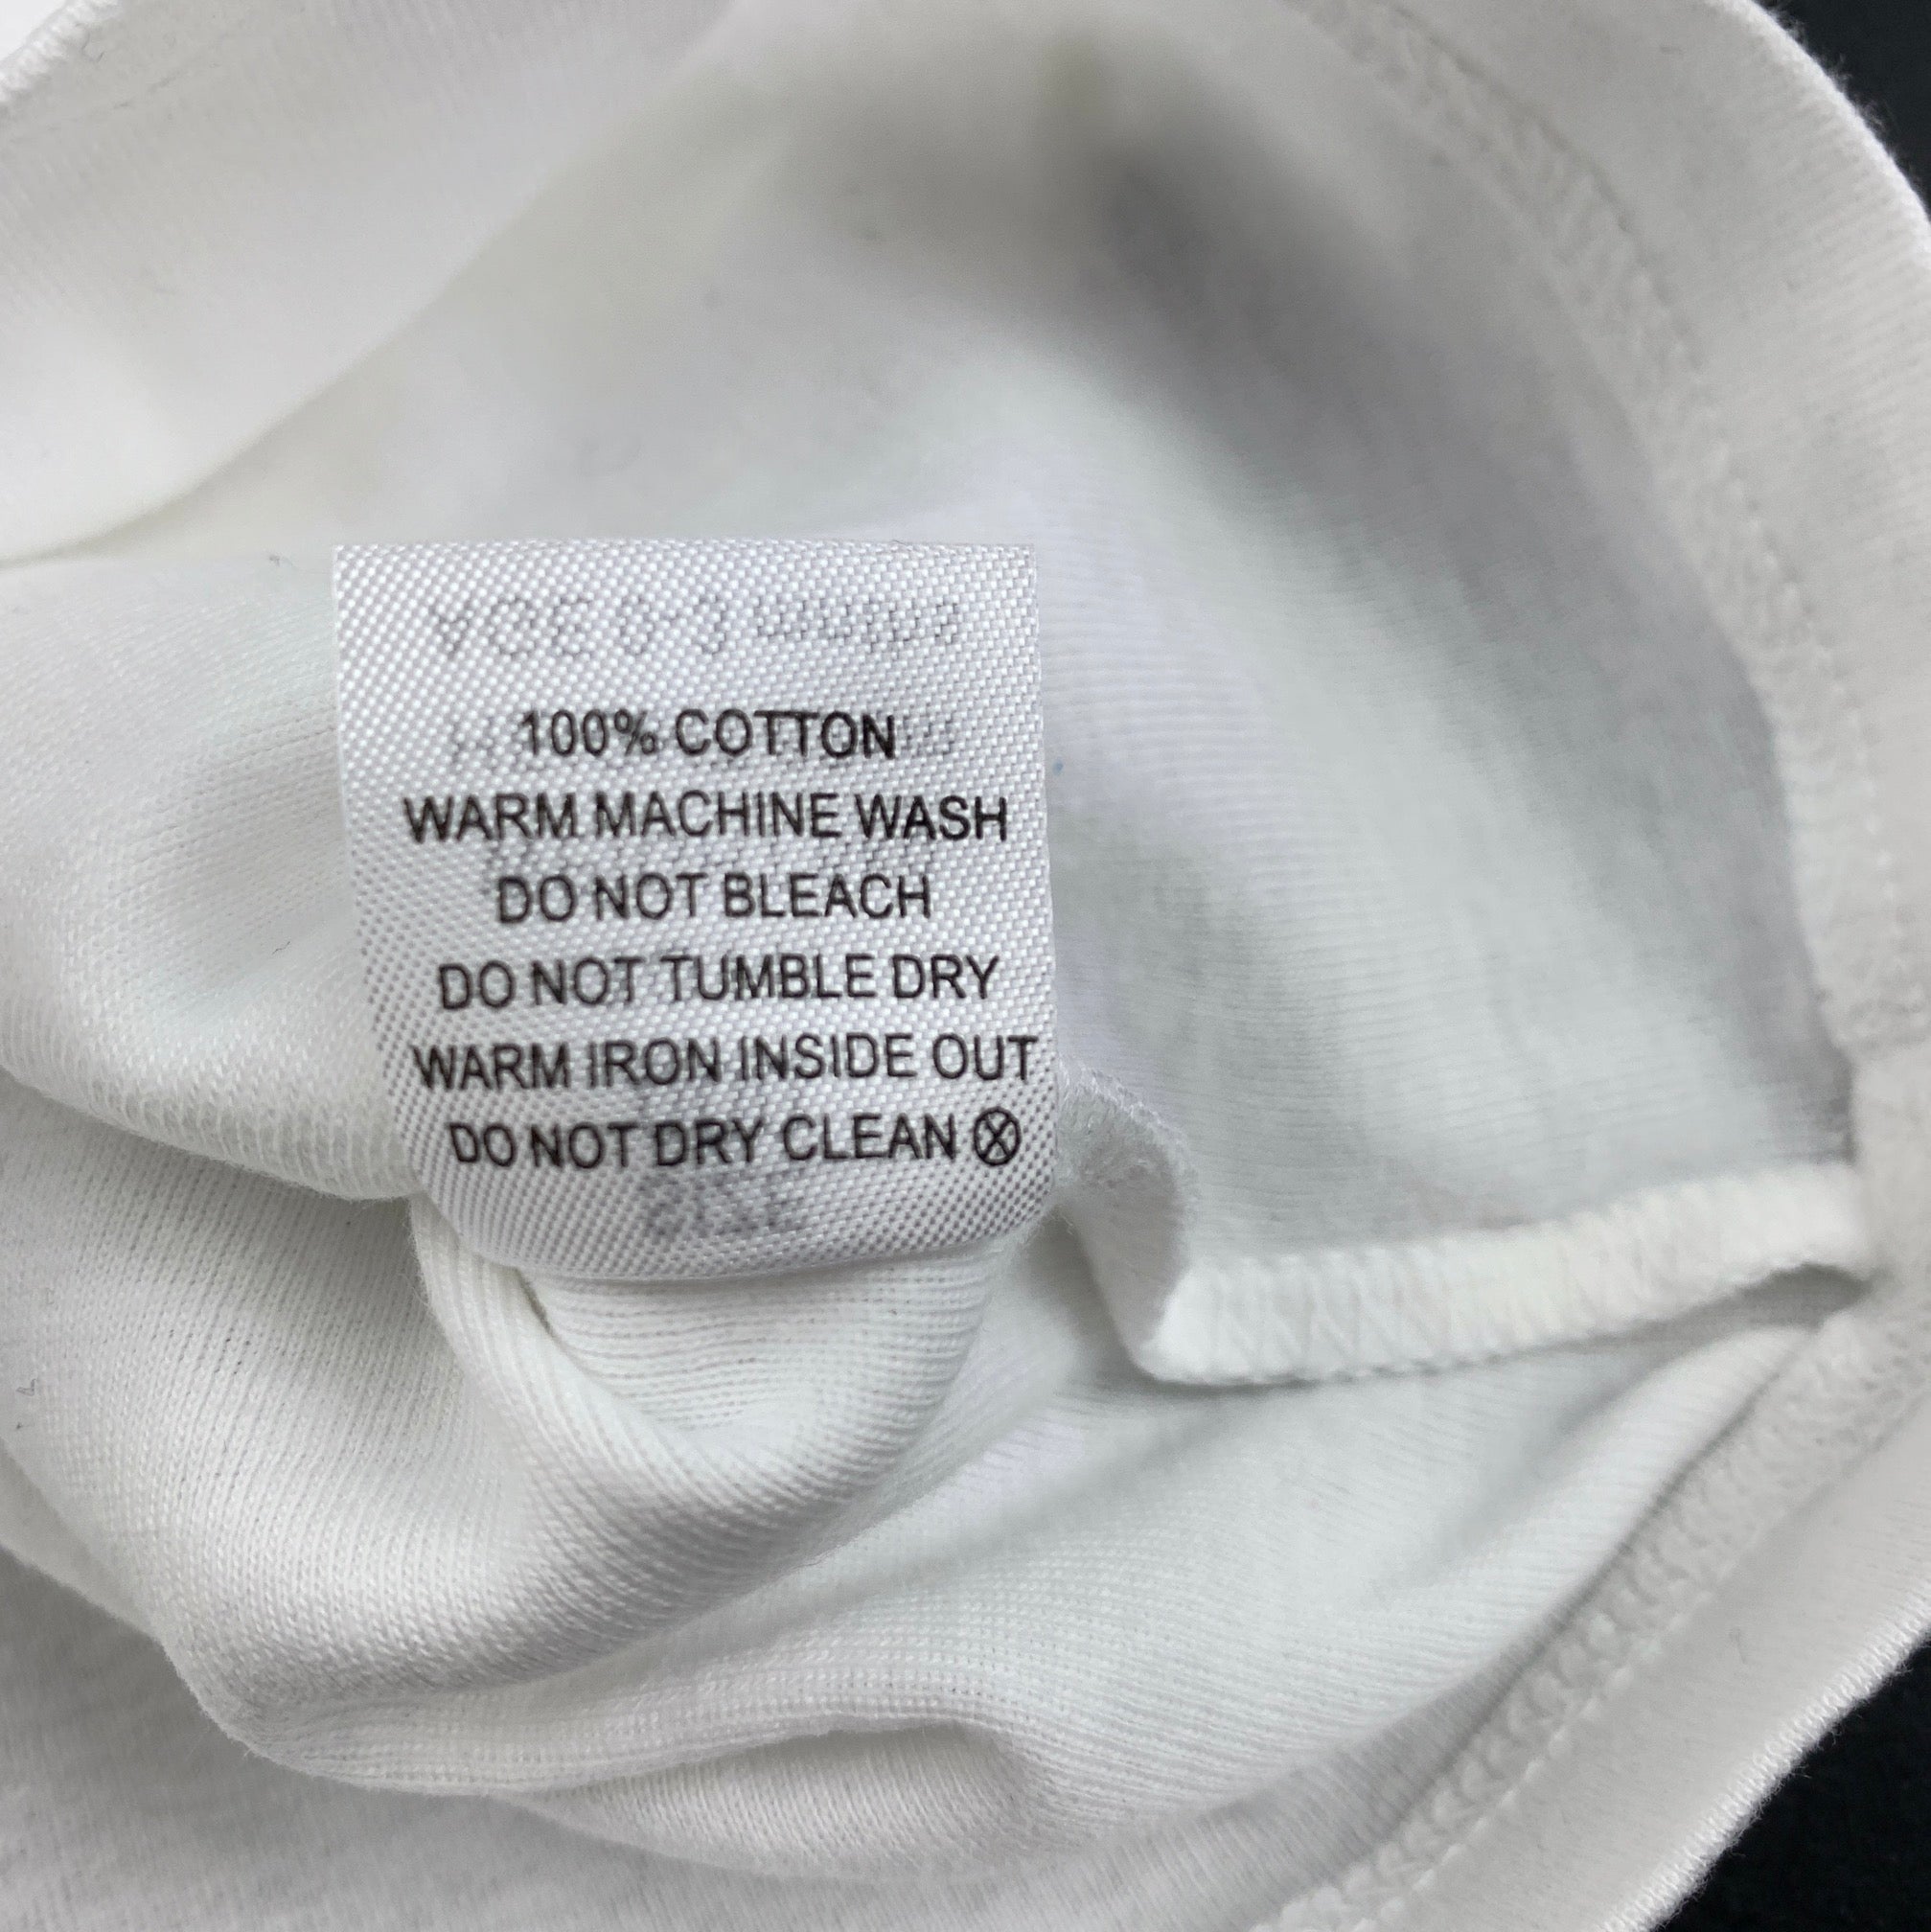 100% COTTON
WARM MACHINE WASH
DO NOT BLEACH
DO NOT TUMBLE DRY
WARM IRON INSIDE OUT
DO NOT DRY CLEAN